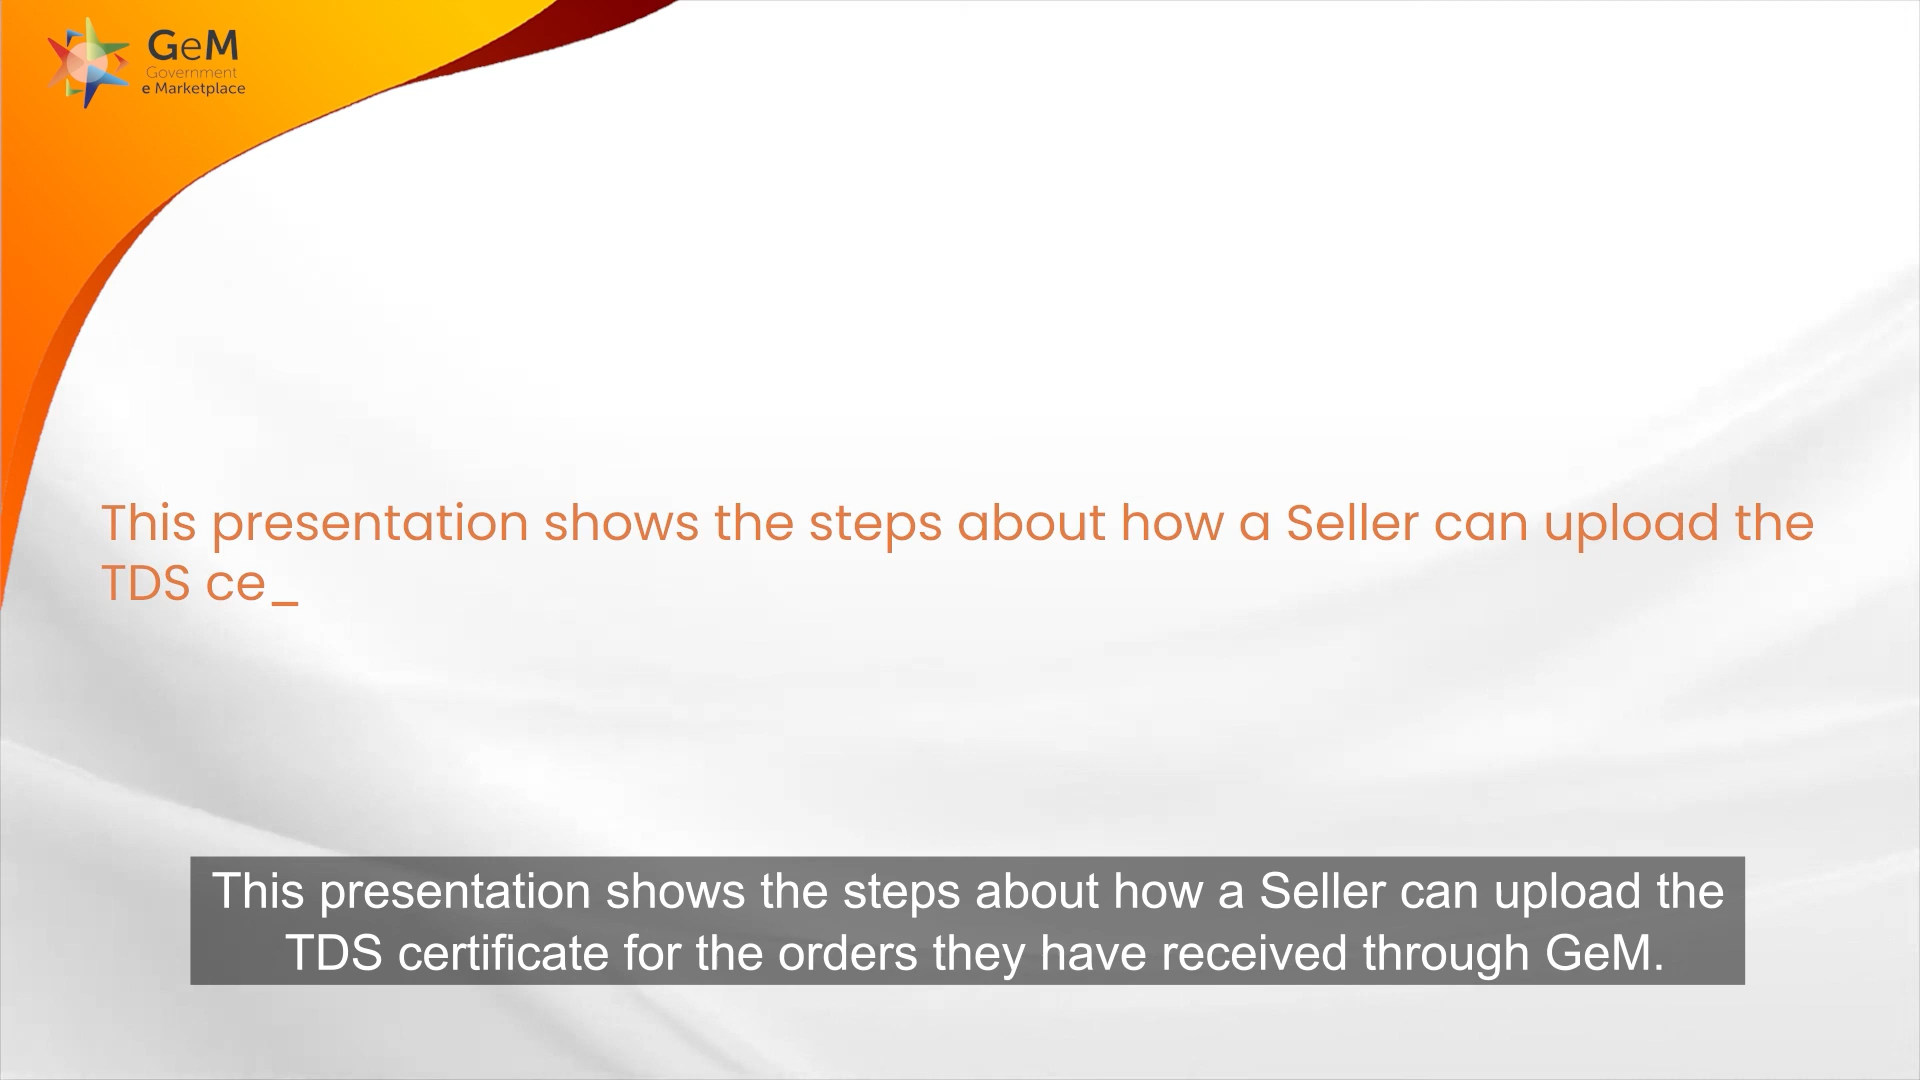 GeM
Government
e Marketplace
This presentation shows the steps about how a Seller can upload the
TDS ce_
This presentation shows the steps about how a Seller can upload the
TDS certificate for the orders they have received through GeM.